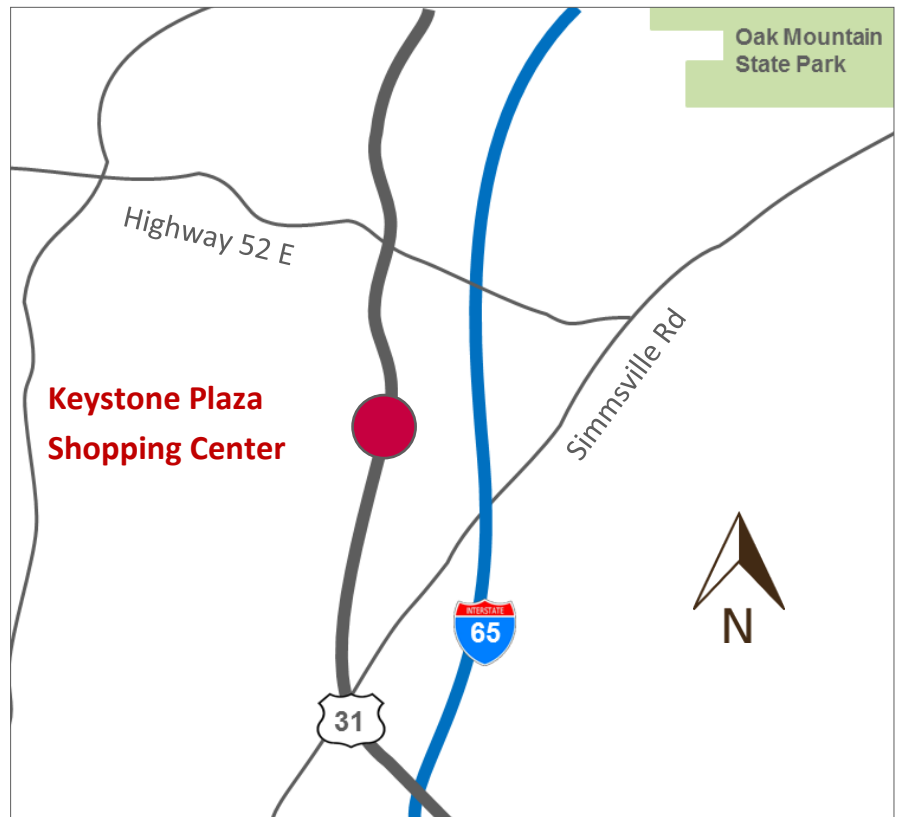 Oak Mountain
State Park
Highway 52 E
Simmsville Rd
Keystone Plaza
Shopping Center
INTERSTATE
65
N
31